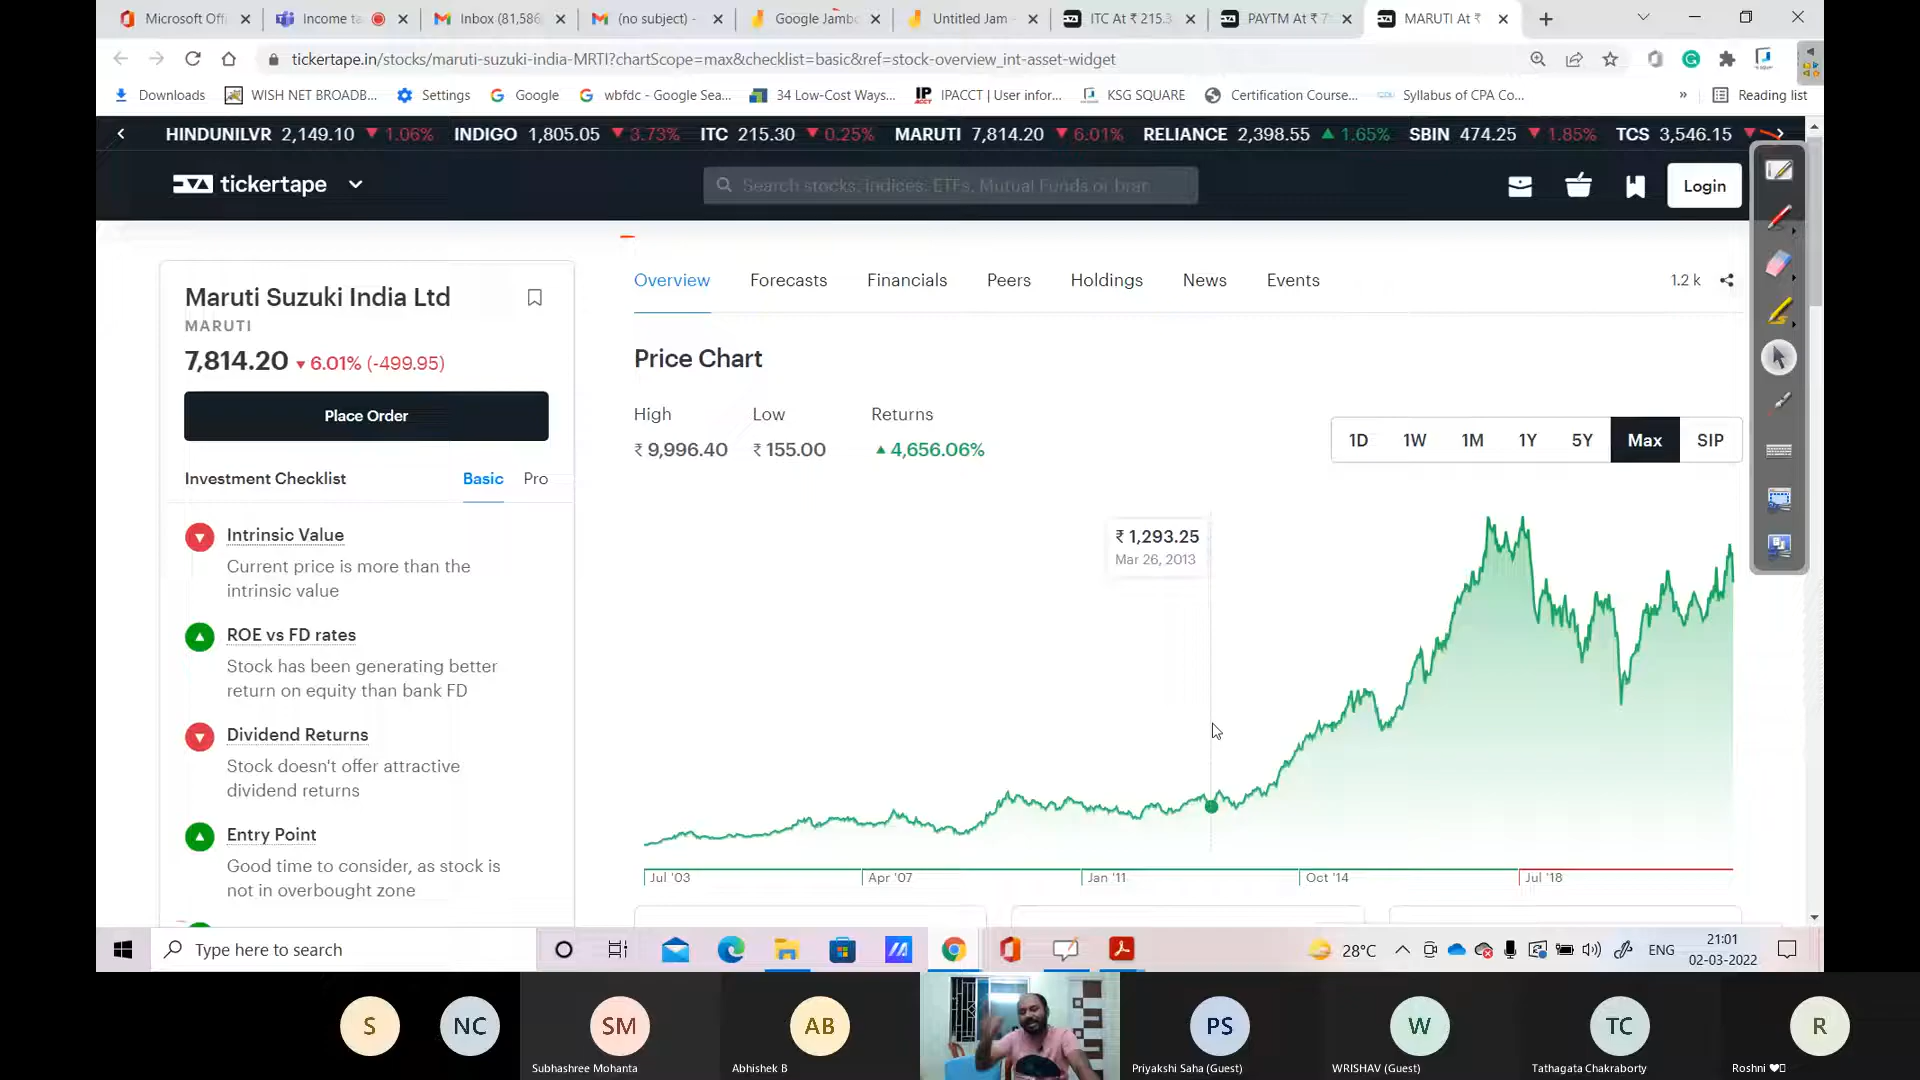 Microsoft Offi
Income ta
Inbox (81,586
(no subject) -
Google Jambo
Untitled Jam -
ITC At ₹ 215.3
PAYTM At ₹ 7
MARUTI At ₹
tickertape.in/stocks/maruti-suzuki-india-MRTI?chartScope=max&checklist=basic&ref=stock-overview_int-asset-widget
Downloads
WISH NET BROADB...
Settings
Google
wbfdc - Google Sea...
34 Low-Cost Ways...
IPACCT | User infor...
KSG SQUARE
Certification Course...
Syllabus of CPA Co...
»
Reading list
HINDUNILVR 2,149.10 ▼ 1.06% INDIGO 1,805.05 ▼ 3.73% ITC 215.30 ▼ 0.25% MARUTI 7,814.20 ▼ 6.01% RELIANCE 2,398.55 ▲ 1.65% SBIN 474.25 ▼ 1.85% TCS 3,546.15 ▼
tickertape
Search stocks, indices, ETFs, Mutual Funds or bran
Login
Maruti Suzuki India Ltd
MARUTI
7,814.20 ▼ 6.01% (-499.95)
Place Order
Investment Checklist
Basic
Pro
Intrinsic Value
Current price is more than the
intrinsic value
ROE vs FD rates
Stock has been generating better
return on equity than bank FD
Dividend Returns
Stock doesn't offer attractive
dividend returns
Entry Point
Good time to consider, as stock is
not in overbought zone
Overview
Forecasts
Financials
Peers
Holdings
News
Events
1.2 k
Price Chart
High
Low
Returns
₹ 9,996.40
₹ 155.00
▲ 4,656.06%
1D
1W
1M
1Y
5Y
Max
SIP
₹ 1,293.25
Mar 26, 2013
Jul '03
Apr '07
Jan '11
Oct '14
Jul '18
Type here to search
28°C
ENG
21:01
02-03-2022
S
NC
SM
AB
PS
W
TC
R
Subhashree Mohanta
Abhishek B
Priyakshi Saha (Guest)
WRISHAV (Guest)
Tathagata Chakraborty
Roshni ❤